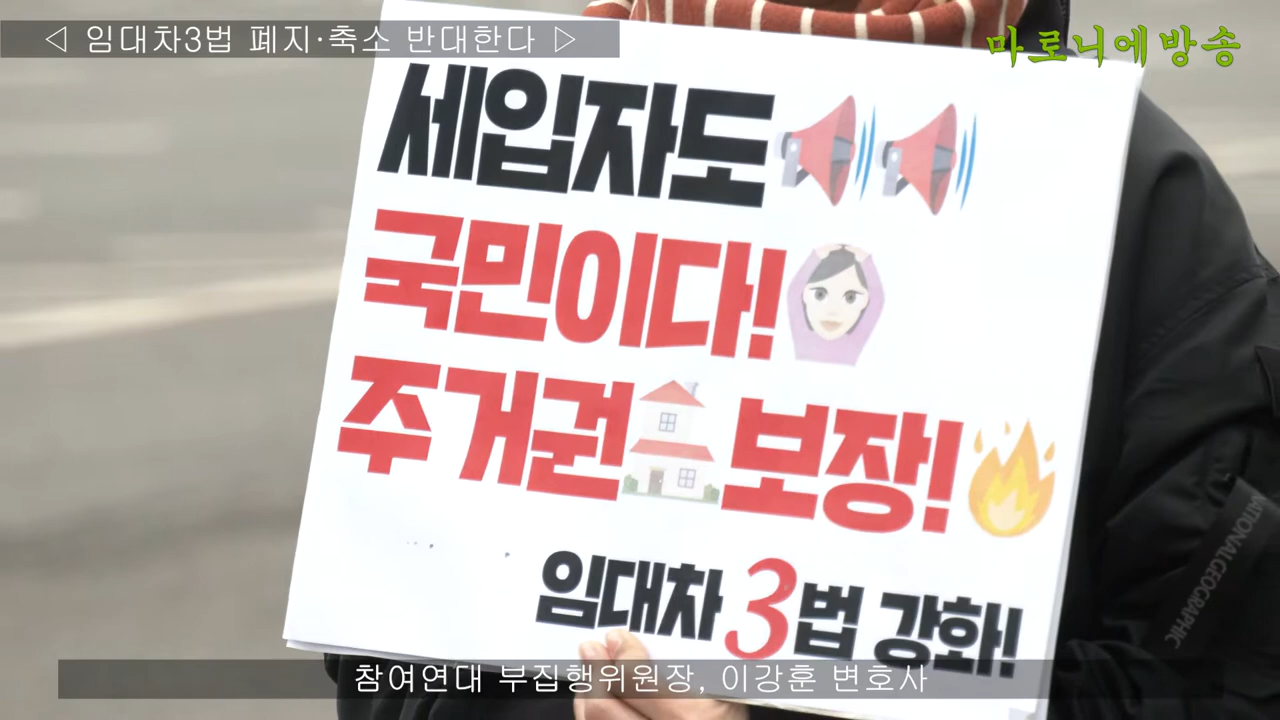 ◁ 임대차3법 폐지·축소 반대한다 ▷
마로니에방송
세입자도
국민이다!
주거권 보장!
임대차 3법 강화!
NATIONAL GEOGRAPHIC
참여연대 부집행위원장, 이강훈 변호사